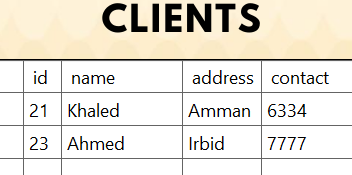 CLIENTS
id name address contact
21 Khaled Amman 6334
23 Ahmed Irbid 7777